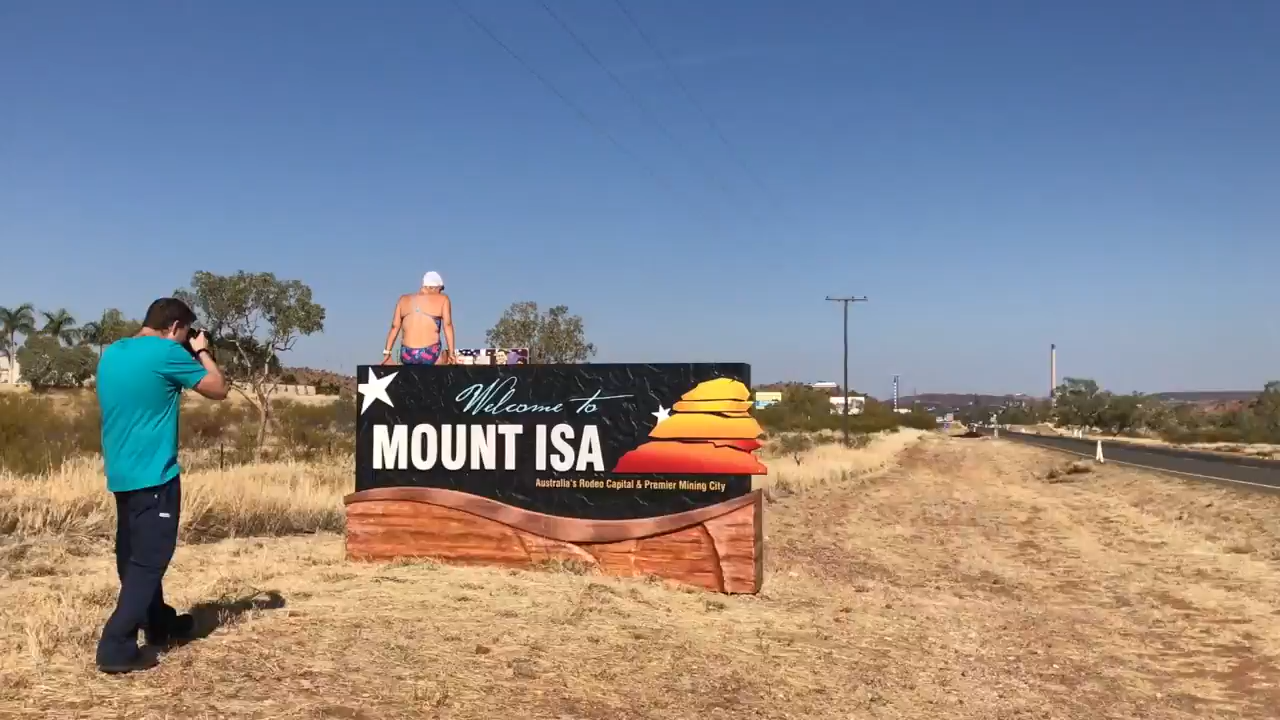 Welcome to
MOUNT ISA
Australia's Rodeo Capital & Premier Mining City